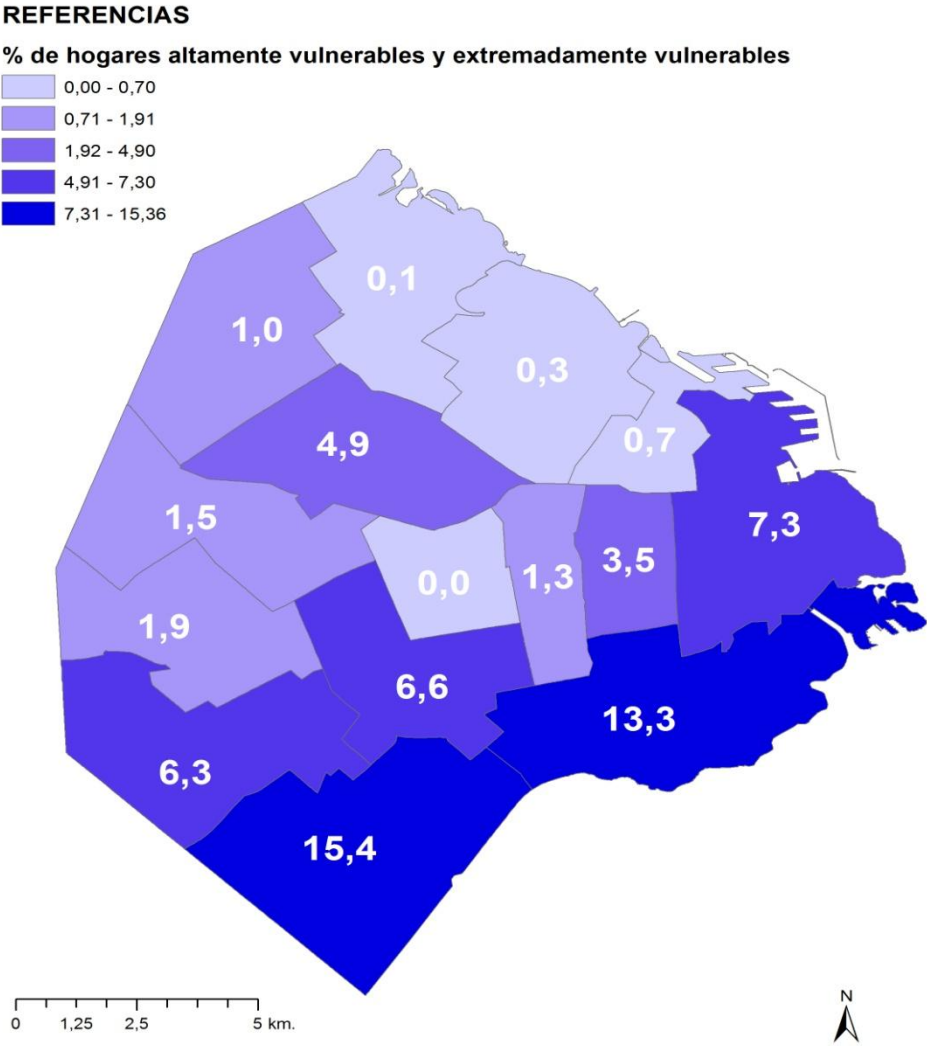 REFERENCIAS
% de hogares altamente vulnerables y extremadamente vulnerables
0,00 - 0,70
0,71 - 1,91
1,92 - 4,90
4,91 - 7,30
7,31 - 15,36
0,1
1,0
0,3
0,7
4,9
1,5
7,3
3,5
1,3
0,0
1,9
6,6
13,3
6,3
15,4
N
0 1,25 2,5 5 km.